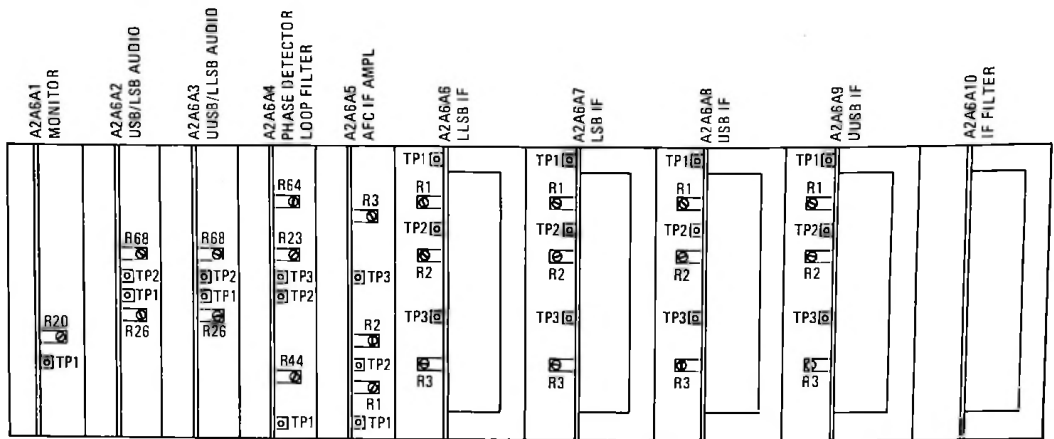 A2A6A1
MONITOR
A2A6A2
USB/LSB AUDIO
A2A6A3
UUSB/LLSB AUDIO
A2A6A4
PHASE DETECTOR
LOOP FILTER
A2A6A5
AFC IF AMPL
A2A6A6
LLSB IF
A2A6A7
LSB IF
A2A6A8
USB IF
A2A6A9
UUSB IF
A2A6A10
IF FILTER
R20
TP1
R68
TP2
TP1
R26
R68
TP2
TP1
R26
R64
R23
TP3
TP2
R44
TP1
R3
TP3
R2
TP2
R1
TP1
TP1
R1
TP2
R2
TP3
R3
TP1
R1
TP2
R2
TP3
R3
TP1
R1
TP2
R2
TP3
R3
TP1
R1
TP2
R2
TP3
R3